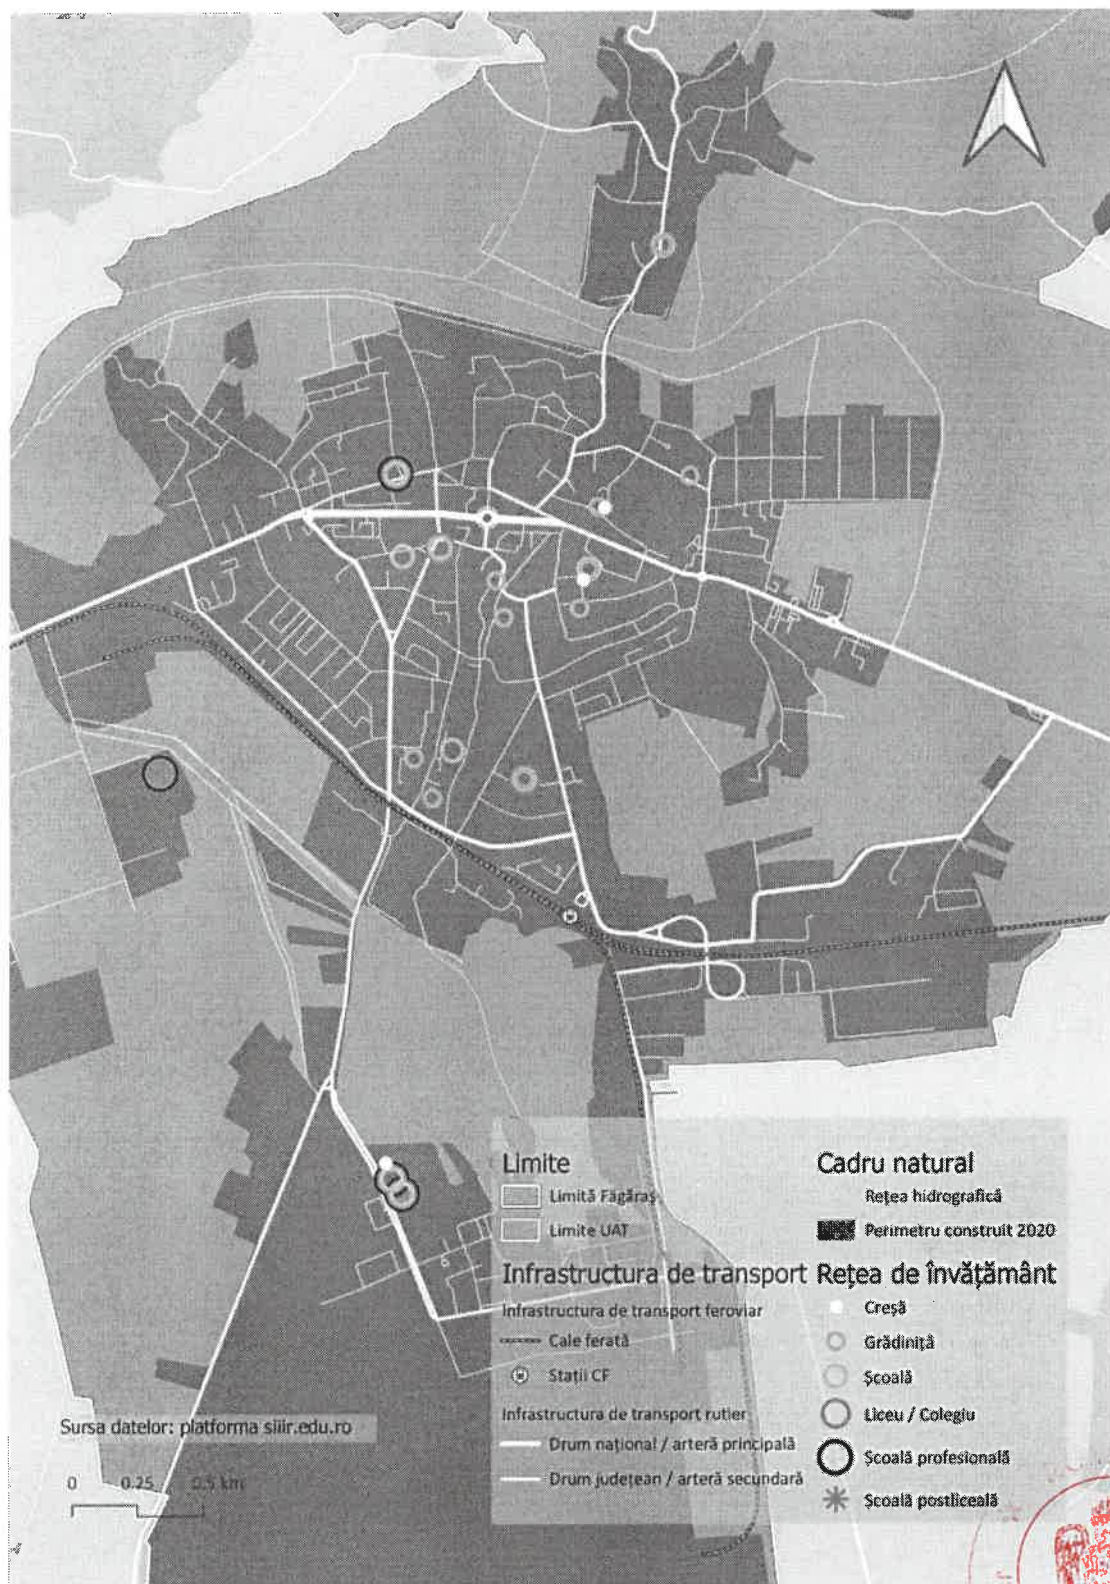 Limite
Limită Făgăraș
Limite UAT
Infrastructura de transport
Infrastructura de transport feroviar
Cale ferată
Stații CF
Infrastructura de transport rutier
Drum național / arteră principală
Drum județean / arteră secundară
Cadru natural
Rețea hidrografică
Perimetru construit 2020
Rețea de învățământ
Creșă
Grădiniță
Școală
Liceu / Colegiu
Școală profesională
Școală postliceală
Sursa datelor: platforma siiir.edu.ro
0 0.25 0.5 km